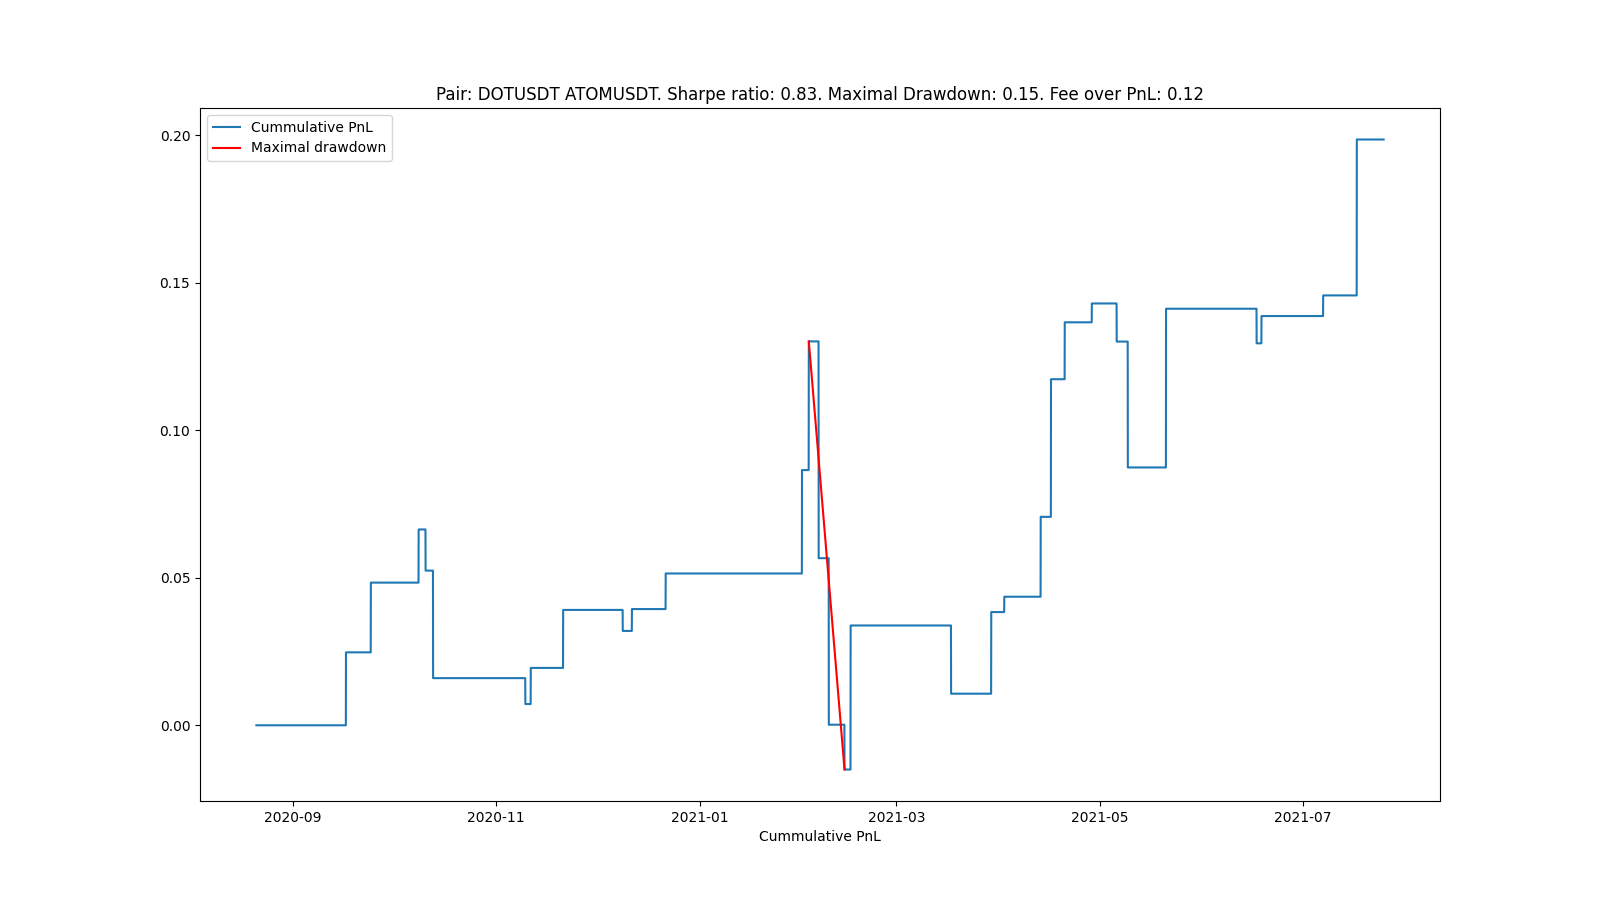 Pair: DOTUSDT ATOMUSDT. Sharpe ratio: 0.83. Maximal Drawdown: 0.15. Fee over PnL: 0.12
Cummulative PnL
Maximal drawdown
0.20
0.15
0.10
0.05
0.00
2020-09
2020-11
2021-01
2021-03
2021-05
2021-07
Cummulative PnL